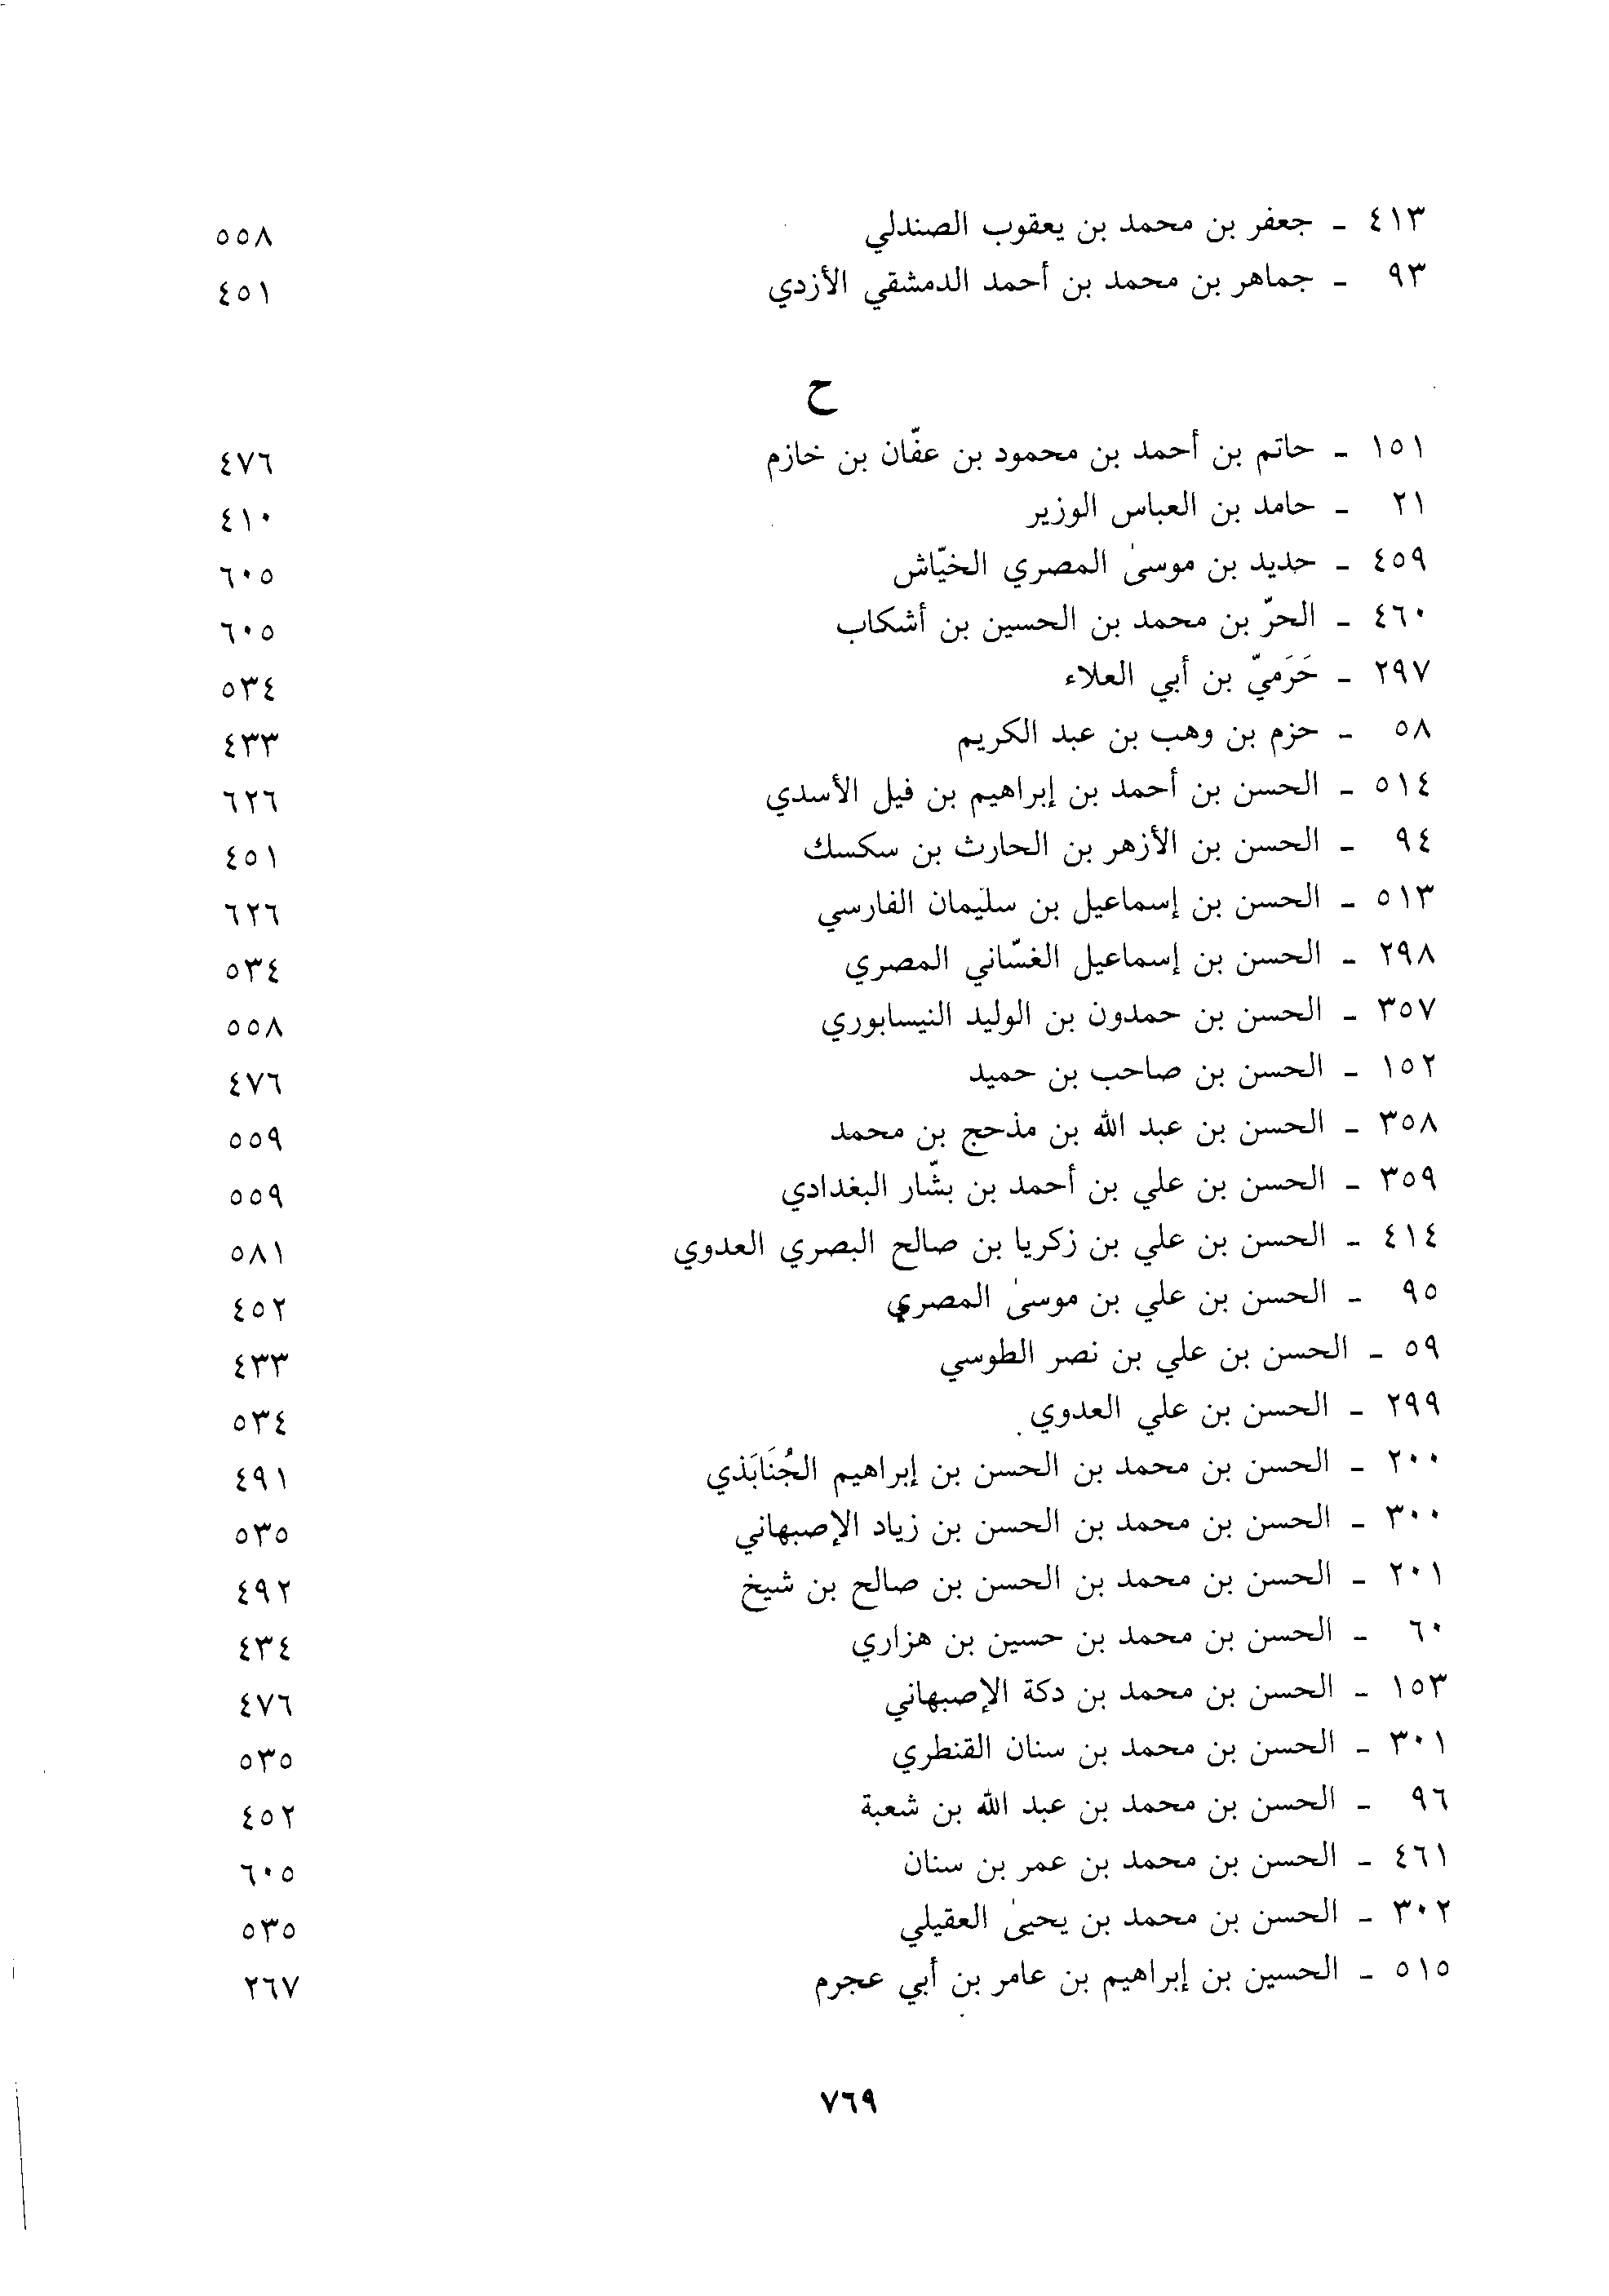 ٤١٣ ـ جعفر بن محمد بن يعقوب الصندلي ٥٥٨
٩٣ ـ جماهر بن محمد بن أحمد الدمشقي الأزدي ٤٥١
ح
١٥١ ـ حاتم بن أحمد بن محمود بن عفّان بن خازم ٤٧٦
٢١ ـ حامد بن العباس الوزير ٤١٠
٤٥٩ ـ حديد بن موسىٰ المصري الخيّاش ٦٠٥
٤٦٠ ـ الحرّ بن محمد بن الحسين بن أشكاب ٦٠٥
٢٩٧ ـ حَرَميّ بن أبي العلاء ٥٣٤
٥٨ ـ حزم بن وهب بن عبد الكريم ٤٣٣
٥١٤ ـ الحسن بن أحمد بن إبراهيم بن فيل الأسدي ٦٢٦
٩٤ ـ الحسن بن الأزهر بن الحارث بن سكسك ٤٥١
٥١٣ ـ الحسن بن إسماعيل بن سليمان الفارسي ٦٢٦
٢٩٨ ـ الحسن بن إسماعيل الغسّاني المصري ٥٣٤
٣٥٧ ـ الحسن بن حمدون بن الوليد النيسابوري ٥٥٨
١٥٢ ـ الحسن بن صاحب بن حميد ٤٧٦
٣٥٨ ـ الحسن بن عبد الله بن مذحج بن محمد ٥٥٩
٣٥٩ ـ الحسن بن علي بن أحمد بن بشّار البغدادي ٥٥٩
٤١٤ ـ الحسن بن علي بن زكريا بن صالح البصري العدوي ٥٨١
٩٥ ـ الحسن بن علي بن موسىٰ المصري ٤٥٢
٥٩ ـ الحسن بن علي بن نصر الطوسي ٤٣٣
٢٩٩ ـ الحسن بن علي العدوي ٥٣٤
٢٠٠ ـ الحسن بن محمد بن الحسن بن إبراهيم الجُنَابَذي ٤٩١
٣٠٠ ـ الحسن بن محمد بن الحسن بن زياد الإصبهاني ٥٣٥
٢٠١ ـ الحسن بن محمد بن الحسن بن صالح بن شيخ ٤٩٢
٦٠ ـ الحسن بن محمد بن حسين بن هزاري ٤٣٤
١٥٣ ـ الحسن بن محمد بن دكة الإصبهاني ٤٧٦
٣٠١ ـ الحسن بن محمد بن سنان القنطري ٥٣٥
٩٦ ـ الحسن بن محمد بن عبد الله بن شعبة ٤٥٢
٤٦١ ـ الحسن بن محمد بن عمر بن سنان ٦٠٥
٣٠٢ ـ الحسن بن محمد بن يحيىٰ العقيلي ٥٣٥
٥١٥ ـ الحسين بن إبراهيم بن عامر بن أبي عجرم ٢٦٧
٧٦٩